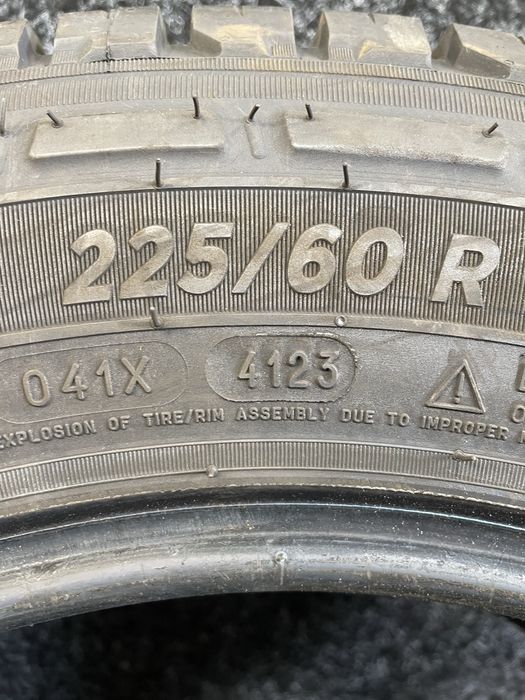 225/60 R
041X 4123
EXPLOSION OF TIRE/RIM ASSEMBLY DUE TO IMPROPER